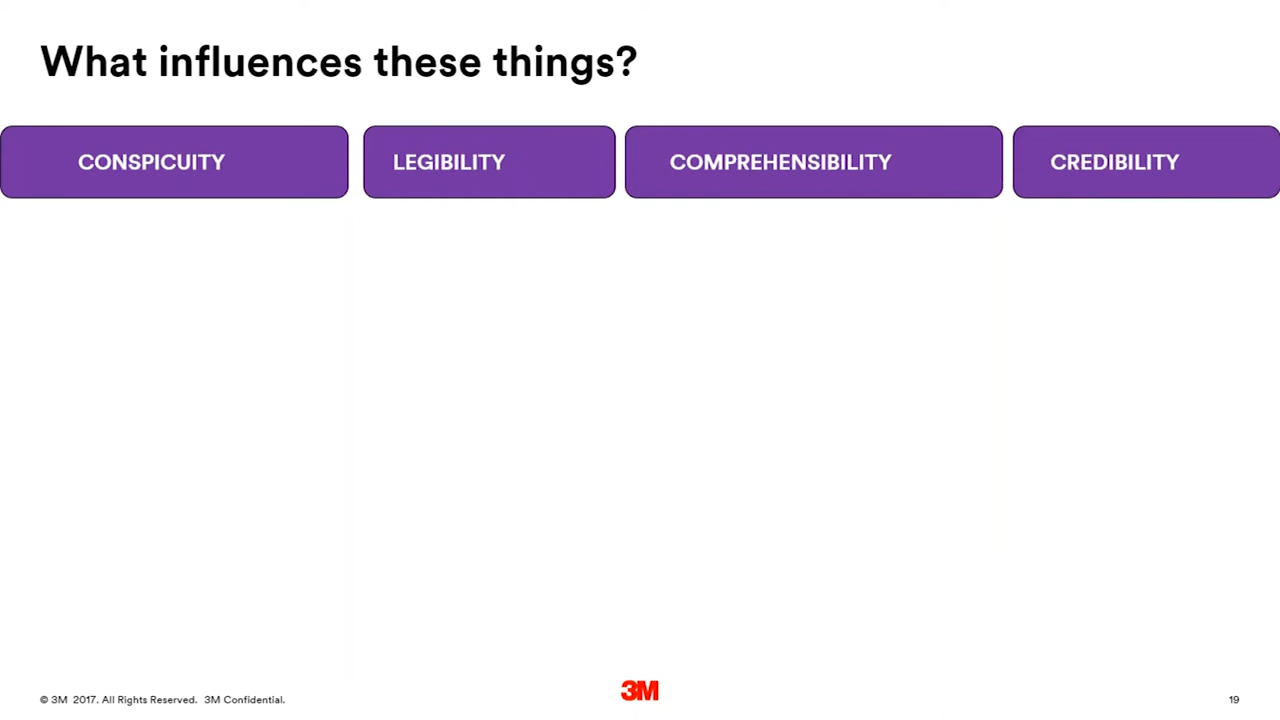 What influences these things?
CONSPICUITY
LEGIBILITY
COMPREHENSIBILITY
CREDIBILITY
© 3M 2017. All Rights Reserved. 3M Confidential.
3M
19